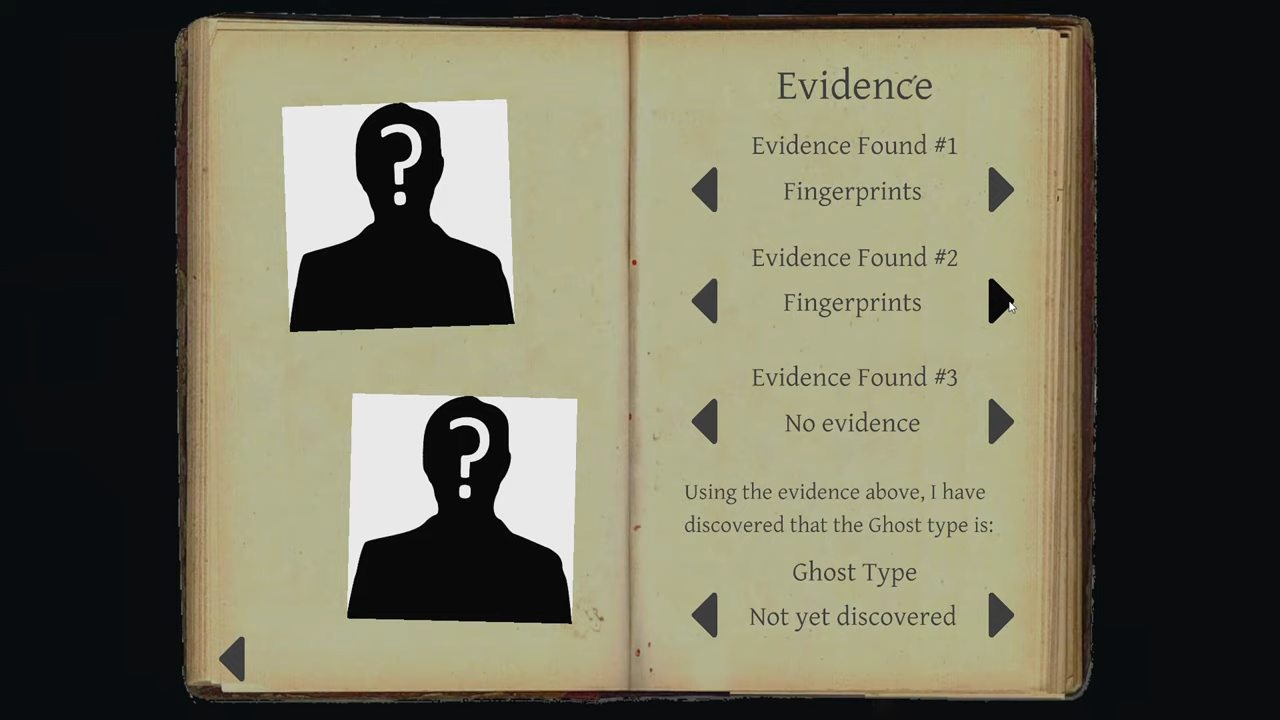 Evidence
Evidence Found #1
Fingerprints
Evidence Found #2
Fingerprints
Evidence Found #3
No evidence
Using the evidence above, I have
discovered that the Ghost type is:
Ghost Type
Not yet discovered
?
?